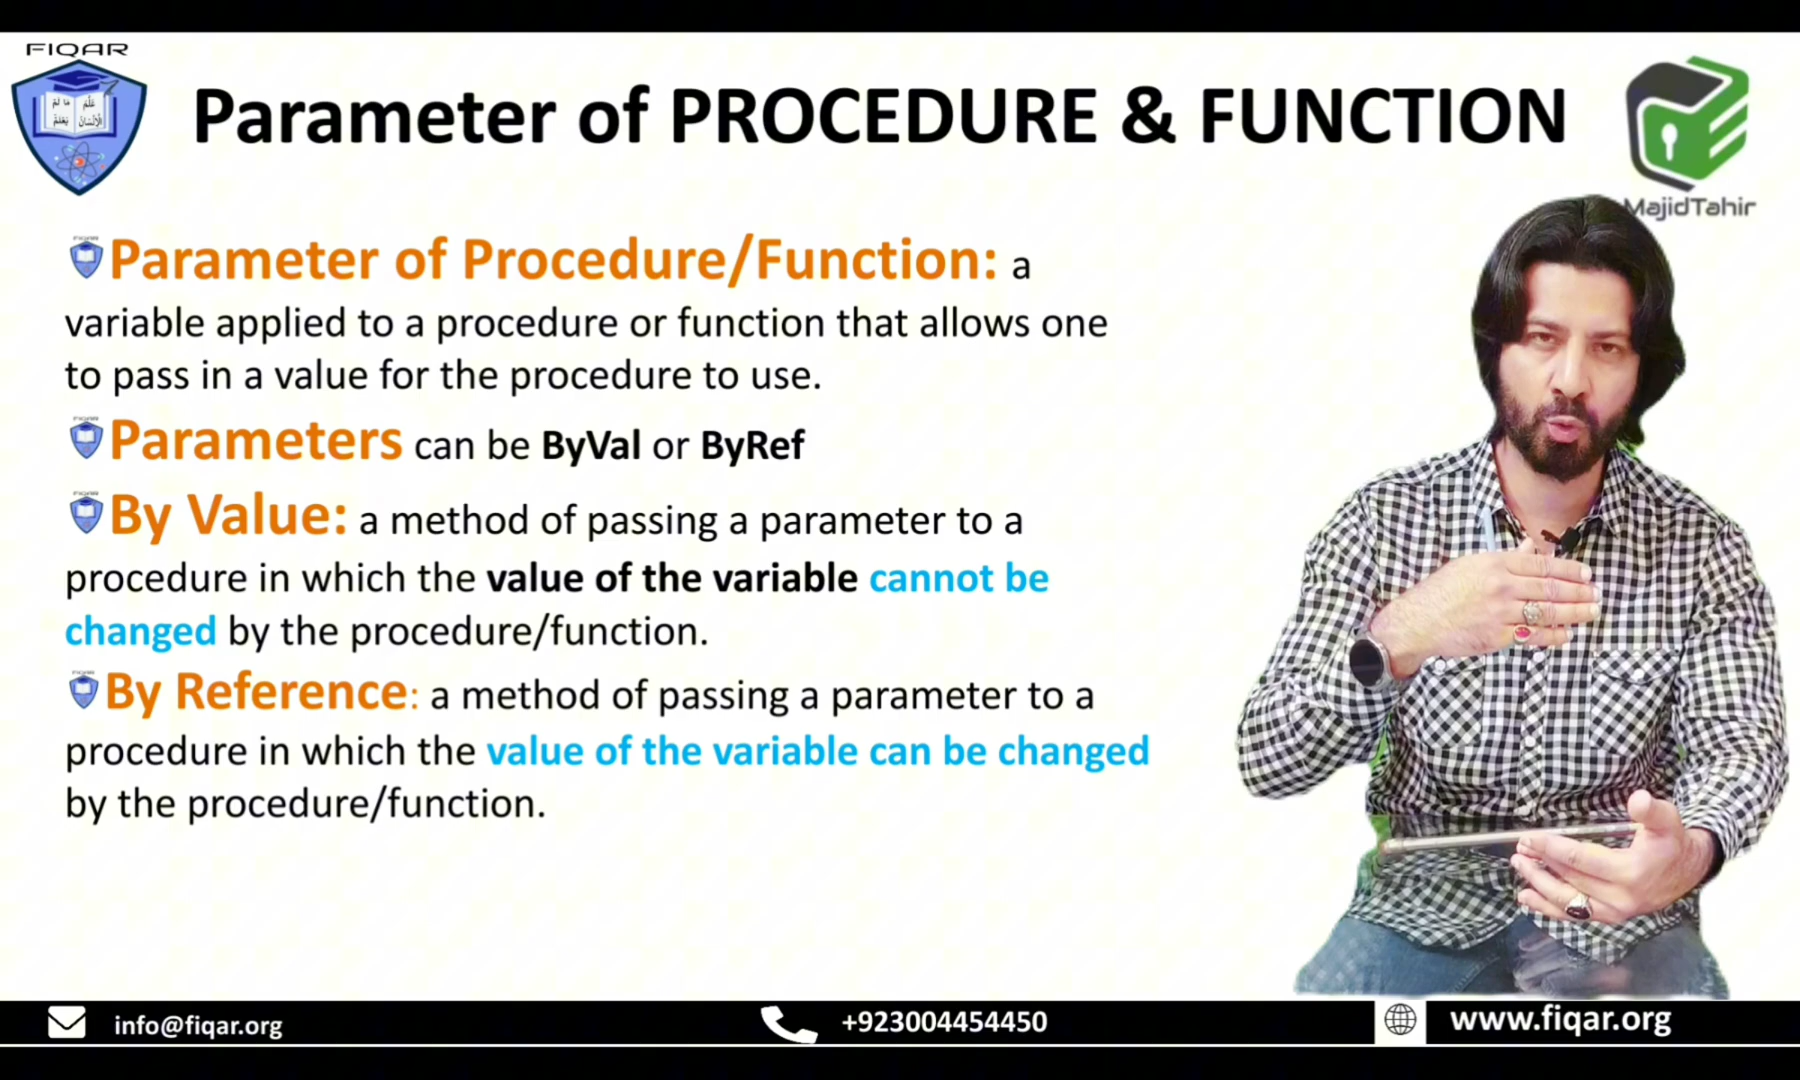 FIQAR
Parameter of PROCEDURE & FUNCTION
MajidTahir
Parameter of Procedure/Function: a
variable applied to a procedure or function that allows one
to pass in a value for the procedure to use.
Parameters can be ByVal or ByRef
By Value: a method of passing a parameter to a
procedure in which the value of the variable cannot be
changed by the procedure/function.
By Reference: a method of passing a parameter to a
procedure in which the value of the variable can be changed
by the procedure/function.
info@fiqar.org
+923004454450
www.fiqar.org